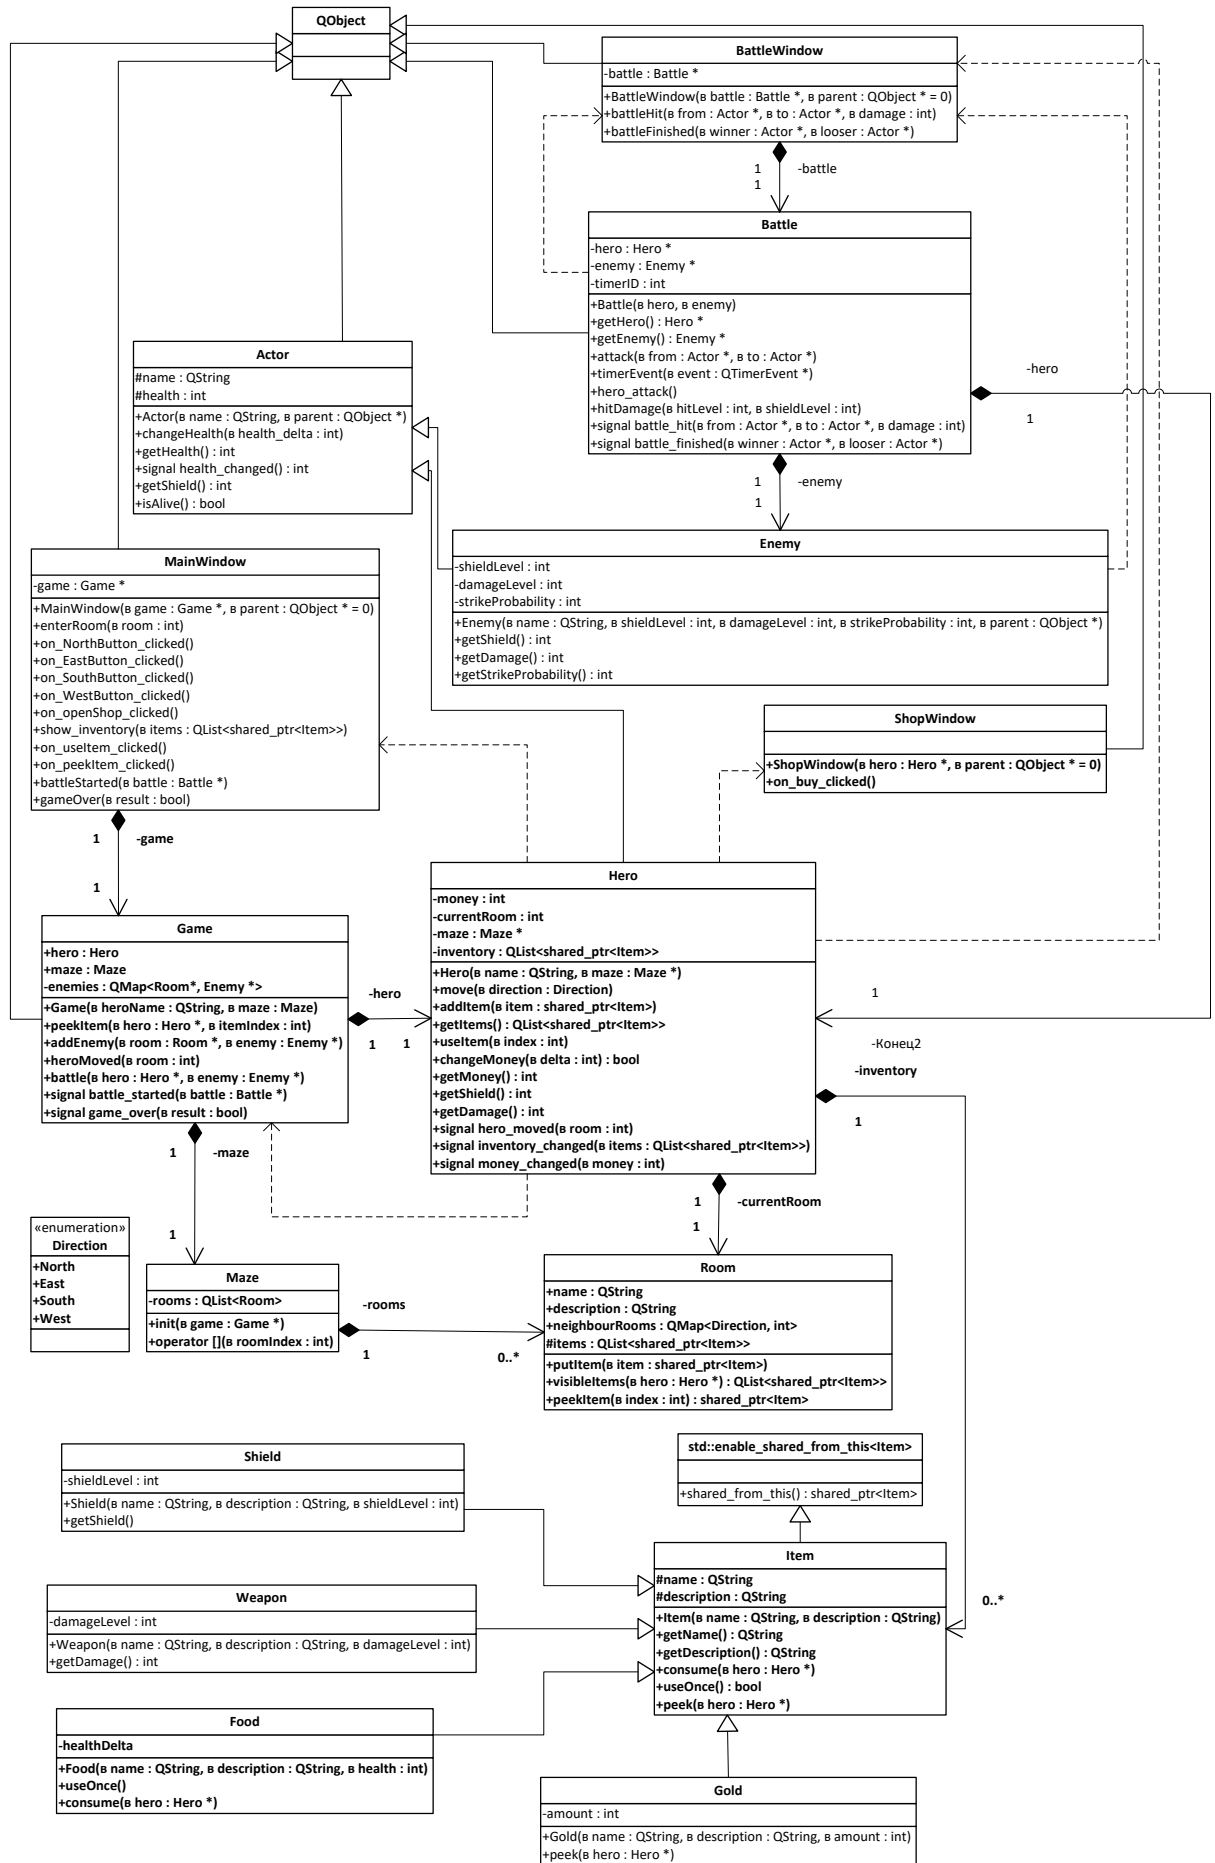 QObject
BattleWindow
-battle : Battle *
+BattleWindow(в battle : Battle *, в parent : QObject * = 0)
+battleHit(в from : Actor *, в to : Actor *, в damage : int)
+battleFinished(в winner : Actor *, в looser : Actor *)
1
-battle
1
Battle
-hero : Hero *
-enemy : Enemy *
-timerID : int
+Battle(в hero, в enemy)
+getHero() : Hero *
+getEnemy() : Enemy *
+attack(в from : Actor *, в to : Actor *)
+timerEvent(в event : QTimerEvent *)
+hero_attack()
+hitDamage(в hitLevel : int, в shieldLevel : int)
+signal battle_hit(в from : Actor *, в to : Actor *, в damage : int)
+signal battle_finished(в winner : Actor *, в looser : Actor *)
-hero
1
1
-enemy
1
Actor
#name : QString
#health : int
+Actor(в name : QString, в parent : QObject *)
+changeHealth(в health_delta : int)
+getHealth() : int
+signal health_changed() : int
+getShield() : int
+isAlive() : bool
Enemy
-shieldLevel : int
-damageLevel : int
-strikeProbability : int
+Enemy(в name : QString, в shieldLevel : int, в damageLevel : int, в strikeProbability : int, в parent : QObject *)
+getShield() : int
+getDamage() : int
+getStrikeProbability() : int
MainWindow
-game : Game *
+MainWindow(в game : Game *, в parent : QObject * = 0)
+enterRoom(в room : int)
+on_NorthButton_clicked()
+on_EastButton_clicked()
+on_SouthButton_clicked()
+on_WestButton_clicked()
+on_openShop_clicked()
+show_inventory(в items : QList<shared_ptr<Item>>)
+on_useItem_clicked()
+on_peekItem_clicked()
+battleStarted(в battle : Battle *)
+gameOver(в result : bool)
1
-game
1
ShopWindow
+ShopWindow(в hero : Hero *, в parent : QObject * = 0)
+on_buy_clicked()
Game
+hero : Hero
+maze : Maze
-enemies : QMap<Room*, Enemy *>
+Game(в heroName : QString, в maze : Maze)
+peekItem(в hero : Hero *, в itemIndex : int)
+addEnemy(в room : Room *, в enemy : Enemy *)
+heroMoved(в room : int)
+battle(в hero : Hero *, в enemy : Enemy *)
+signal battle_started(в battle : Battle *)
+signal game_over(в result : bool)
-hero
1
1
Hero
-money : int
-currentRoom : int
-maze : Maze *
-inventory : QList<shared_ptr<Item>>
+Hero(в name : QString, в maze : Maze *)
+move(в direction : Direction)
+addItem(в item : shared_ptr<Item>)
+getItems() : QList<shared_ptr<Item>>
+useItem(в index : int)
+changeMoney(в delta : int) : bool
+getMoney() : int
+getShield() : int
+getDamage() : int
+signal hero_moved(в room : int)
+signal inventory_changed(в items : QList<shared_ptr<Item>>)
+signal money_changed(в money : int)
1
-Конец2
-inventory
1
1
-maze
1
1
-currentRoom
1
«enumeration»
Direction
+North
+East
+South
+West
Maze
-rooms : QList<Room>
+init(в game : Game *)
+operator [](в roomIndex : int)
-rooms
1
0..*
Room
+name : QString
+description : QString
+neighbourRooms : QMap<Direction, int>
#items : QList<shared_ptr<Item>>
+putItem(в item : shared_ptr<Item>)
+visibleItems(в hero : Hero *) : QList<shared_ptr<Item>>
+peekItem(в index : int) : shared_ptr<Item>
Shield
-shieldLevel : int
+Shield(в name : QString, в description : QString, в shieldLevel : int)
+getShield()
std::enable_shared_from_this<Item>
+shared_from_this() : shared_ptr<Item>
Item
#name : QString
#description : QString
+Item(в name : QString, в description : QString)
+getName() : QString
+getDescription() : QString
+consume(в hero : Hero *)
+useOnce() : bool
+peek(в hero : Hero *)
0..*
Weapon
-damageLevel : int
+Weapon(в name : QString, в description : QString, в damageLevel : int)
+getDamage() : int
Food
-healthDelta
+Food(в name : QString, в description : QString, в health : int)
+useOnce()
+consume(в hero : Hero *)
Gold
-amount : int
+Gold(в name : QString, в description : QString, в amount : int)
+peek(в hero : Hero *)